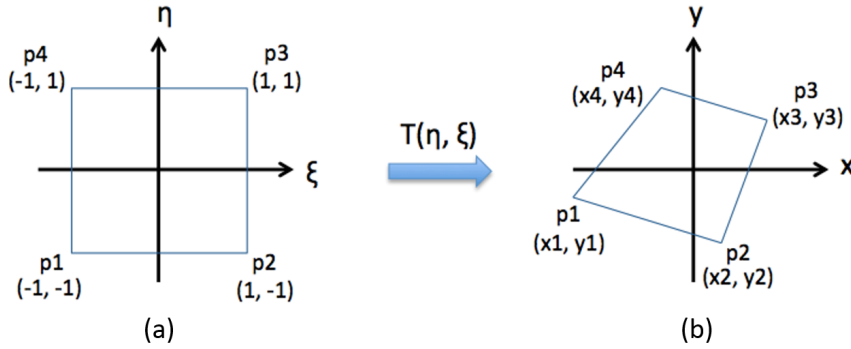 η
p4
(-1, 1)
p3
(1, 1)
ξ
p1
(-1, -1)
p2
(1, -1)
(a)
T(η, ξ)
y
p4
(x4, y4)
p3
(x3, y3)
x
p1
(x1, y1)
p2
(x2, y2)
(b)